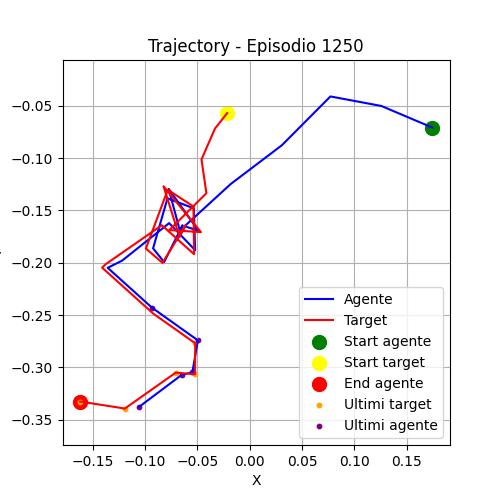 Trajectory - Episodio 1250
−0.05
−0.10
−0.15
−0.20
−0.25
−0.30
−0.35
Agente
Target
Start agente
Start target
End agente
Ultimi target
Ultimi agente
−0.15 −0.10 −0.05 0.00 0.05 0.10 0.15
X